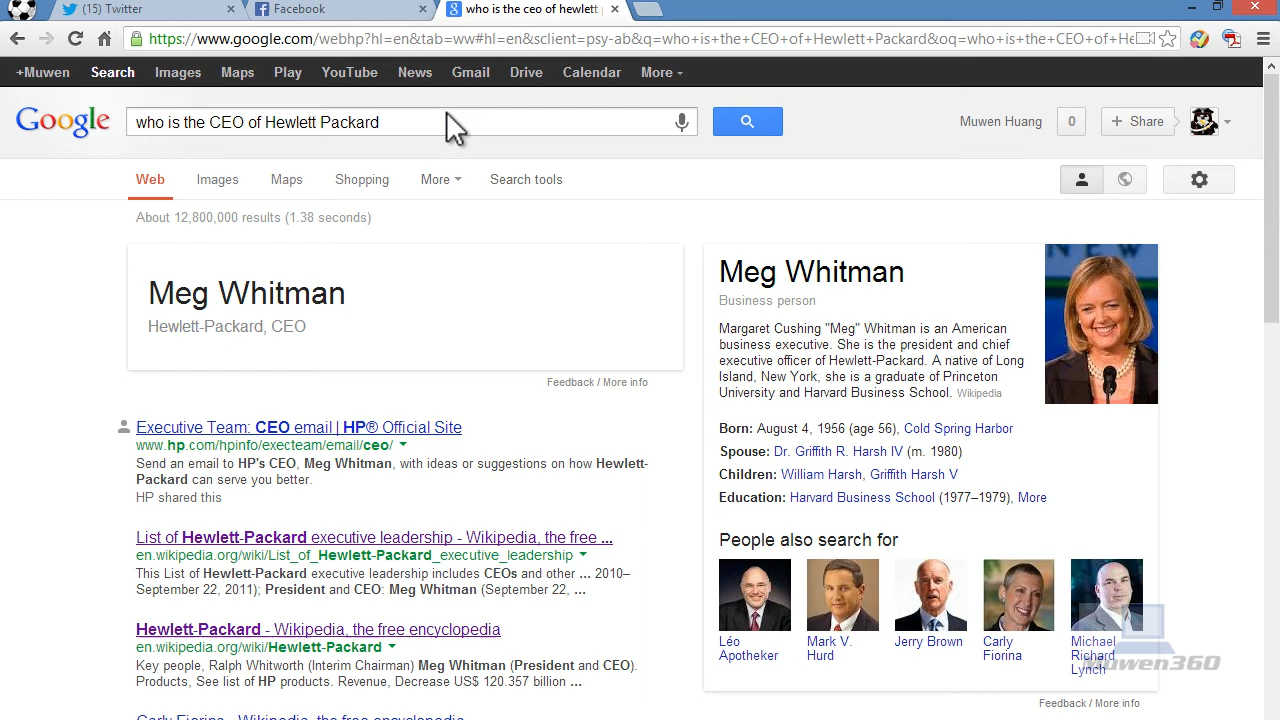 (15) Twitter
Facebook
who is the ceo of hewlett
https://www.google.com/webhp?hl=en&tab=ww#hl=en&sclient=psy-ab&q=who+is+the+CEO+of+Hewlett+Packard&oq=who+is+the+CEO+of+He
+Muwen Search Images Maps Play YouTube News Gmail Drive Calendar More
Google
who is the CEO of Hewlett Packard
Muwen Huang 0 + Share
Web Images Maps Shopping More Search tools
About 12,800,000 results (1.38 seconds)
Meg Whitman
Hewlett-Packard, CEO
Feedback / More info
Executive Team: CEO email | HP® Official Site
www.hp.com/hpinfo/execteam/email/ceo/
Send an email to HP's CEO, Meg Whitman, with ideas or suggestions on how Hewlett-
Packard can serve you better.
HP shared this
List of Hewlett-Packard executive leadership - Wikipedia, the free ...
en.wikipedia.org/wiki/List_of_Hewlett-Packard_executive_leadership
This List of Hewlett-Packard executive leadership includes CEOs and other ... 2010–
September 22, 2011); President and CEO: Meg Whitman (September 22, ...
Hewlett-Packard - Wikipedia, the free encyclopedia
en.wikipedia.org/wiki/Hewlett-Packard
Key people, Ralph Whitworth (Interim Chairman) Meg Whitman (President and CEO).
Products, See list of HP products. Revenue, Decrease US$ 120.357 billion ...
Carly Fiorina - Wikipedia, the free encyclopedia
Meg Whitman
Business person
Margaret Cushing "Meg" Whitman is an American
business executive. She is the president and chief
executive officer of Hewlett-Packard. A native of Long
Island, New York, she is a graduate of Princeton
University and Harvard Business School. Wikipedia
Born: August 4, 1956 (age 56), Cold Spring Harbor
Spouse: Dr. Griffith R. Harsh IV (m. 1980)
Children: William Harsh, Griffith Harsh V
Education: Harvard Business School (1977–1979), More
People also search for
Léo
Apotheker
Mark V.
Hurd
Jerry Brown
Carly
Fiorina
Michael
Richard
Lynch
Muwen360
Feedback / More info